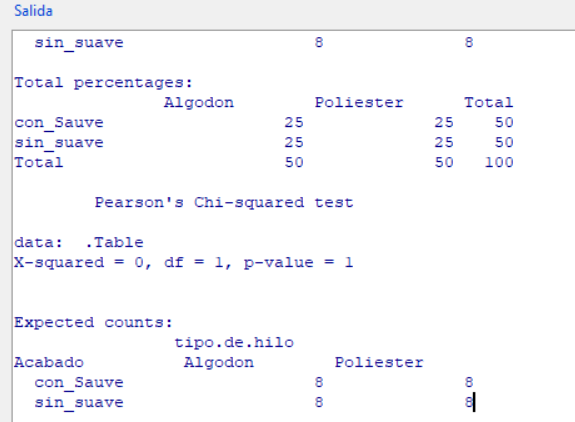 Salida
sin_suave 8 8
Total percentages:
Algodon Poliester Total
con_Sauve 25 25 50
sin_suave 25 25 50
Total 50 50 100
Pearson's Chi-squared test
data: .Table
X-squared = 0, df = 1, p-value = 1
Expected counts:
tipo.de.hilo
Acabado Algodon Poliester
con_Sauve 8 8
sin_suave 8 8